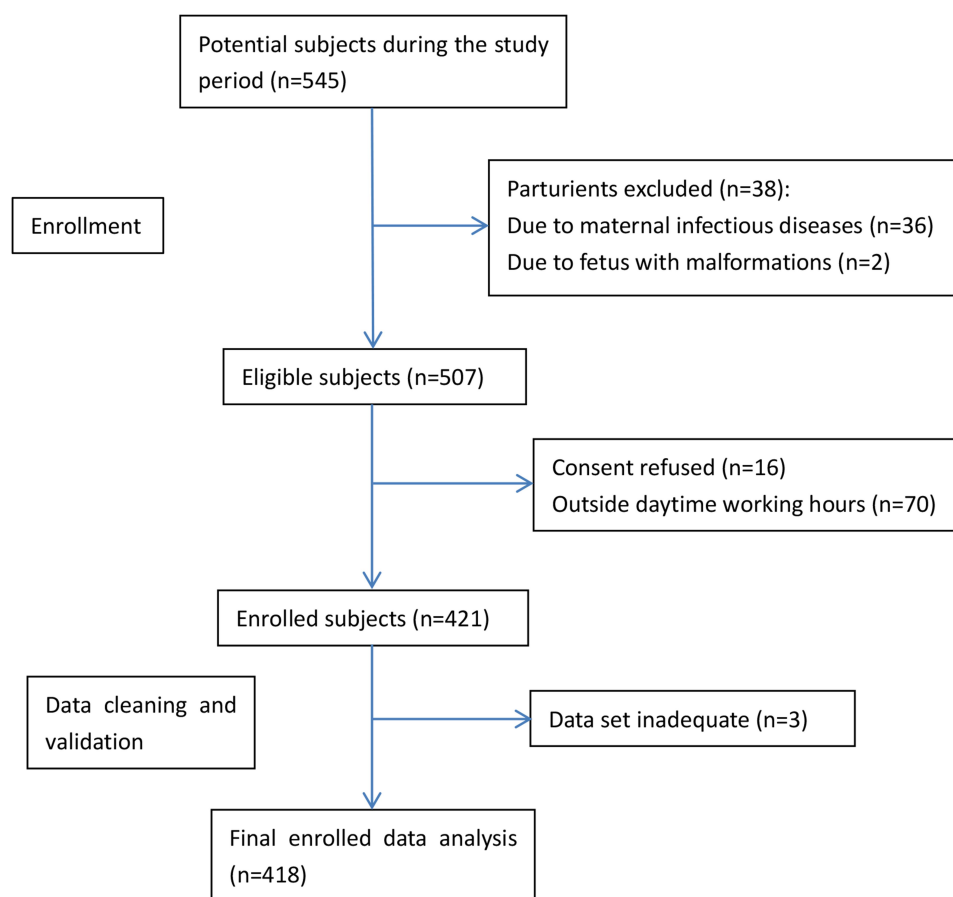 Potential subjects during the study
period (n=545)
Parturients excluded (n=38):
Enrollment
Due to maternal infectious diseases (n=36)
Due to fetus with malformations (n=2)
Eligible subjects (n=507)
Consent refused (n=16)
Outside daytime working hours (n=70)
Enrolled subjects (n=421)
Data cleaning and
validation
Data set inadequate (n=3)
Final enrolled data analysis
(n=418)